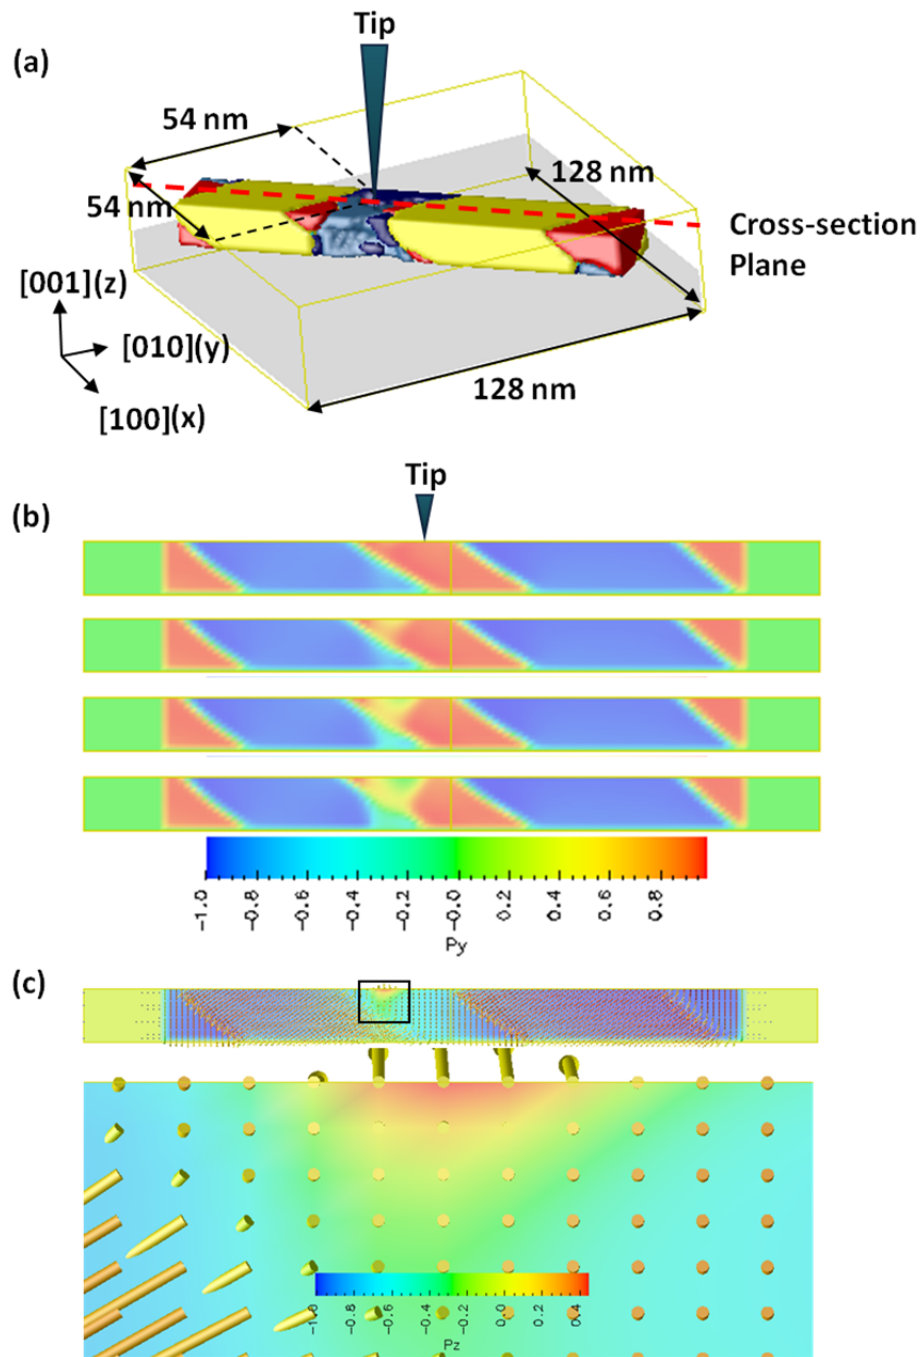 Tip
(a)
54 nm
128 nm
54 nm
Cross-section
Plane
[001](z)
[010](y)
[100](x)
128 nm
Tip
(b)
-1.0
-0.8
-0.6
-0.4
-0.2
-0.0
0.2
0.4
0.6
0.8
Py
(c)
-1.0
-0.8
-0.6
-0.4
-0.2
0.0
0.2
0.4
Pz